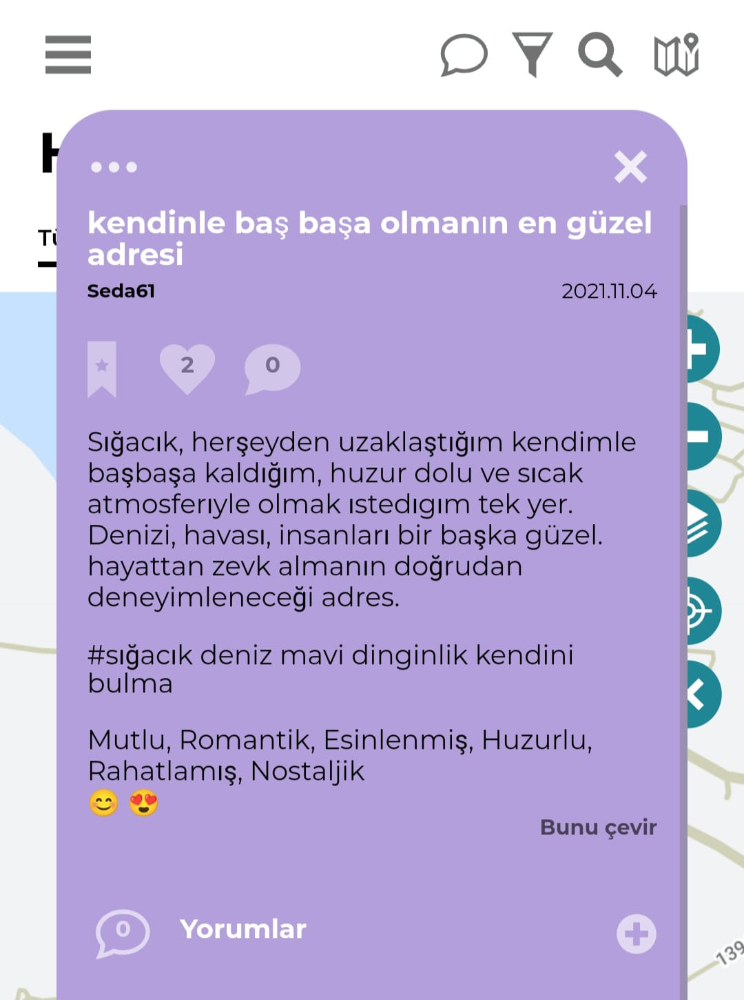 kendinle baş başa olmanın en güzel
adresi
Seda61
2021.11.04
2
0
Sığacık, herşeyden uzaklaştığım kendimle
başbaşa kaldığım, huzur dolu ve sıcak
atmosferıyle olmak ıstedıgım tek yer.
Denizi, havası, insanları bir başka güzel.
hayattan zevk almanın doğrudan
deneyimleneceği adres.
#sığacık deniz mavi dinginlik kendini
bulma
Mutlu, Romantik, Esinlenmiş, Huzurlu,
Rahatlamış, Nostaljik
😊 😍
Bunu çevir
0
Yorumlar
139